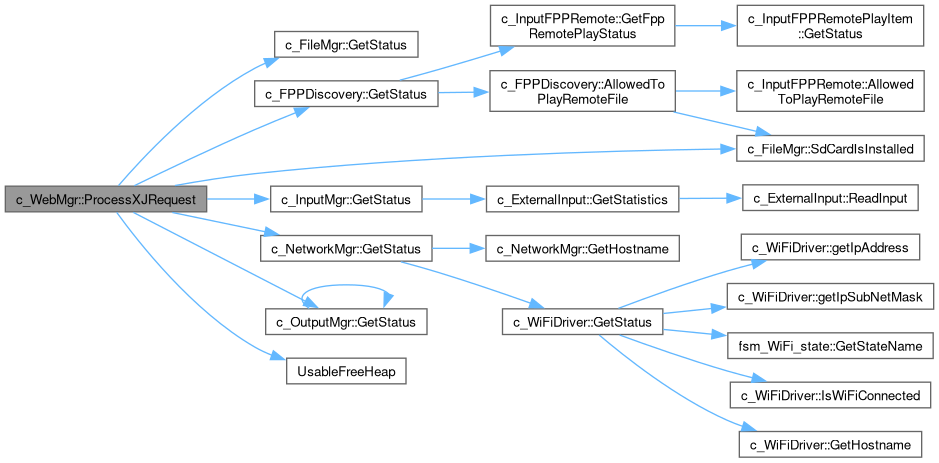 c_WebMgr::ProcessXJRequest
c_FileMgr::GetStatus
c_FPPDiscovery::GetStatus
c_InputFPPRemote::GetFpp
RemotePlayStatus
c_InputFPPRemotePlayItem
::GetStatus
c_FPPDiscovery::AllowedTo
PlayRemoteFile
c_InputFPPRemote::Allowed
ToPlayRemoteFile
c_FileMgr::SdCardIsInstalled
c_InputMgr::GetStatus
c_ExternalInput::GetStatistics
c_ExternalInput::ReadInput
c_NetworkMgr::GetStatus
c_NetworkMgr::GetHostname
c_WiFiDriver::GetStatus
c_WiFiDriver::getIpAddress
c_WiFiDriver::getIpSubNetMask
fsm_WiFi_state::GetStateName
c_WiFiDriver::IsWiFiConnected
c_WiFiDriver::GetHostname
c_OutputMgr::GetStatus
UsableFreeHeap